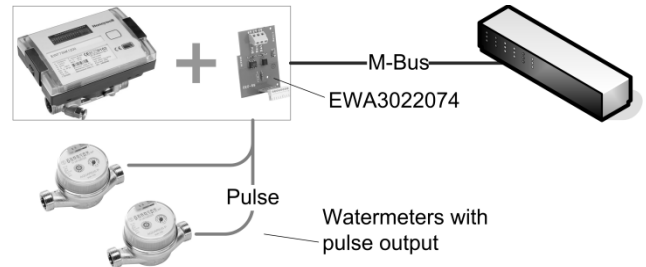 M-Bus
EWA3022074
Pulse
Watermeters with
pulse output